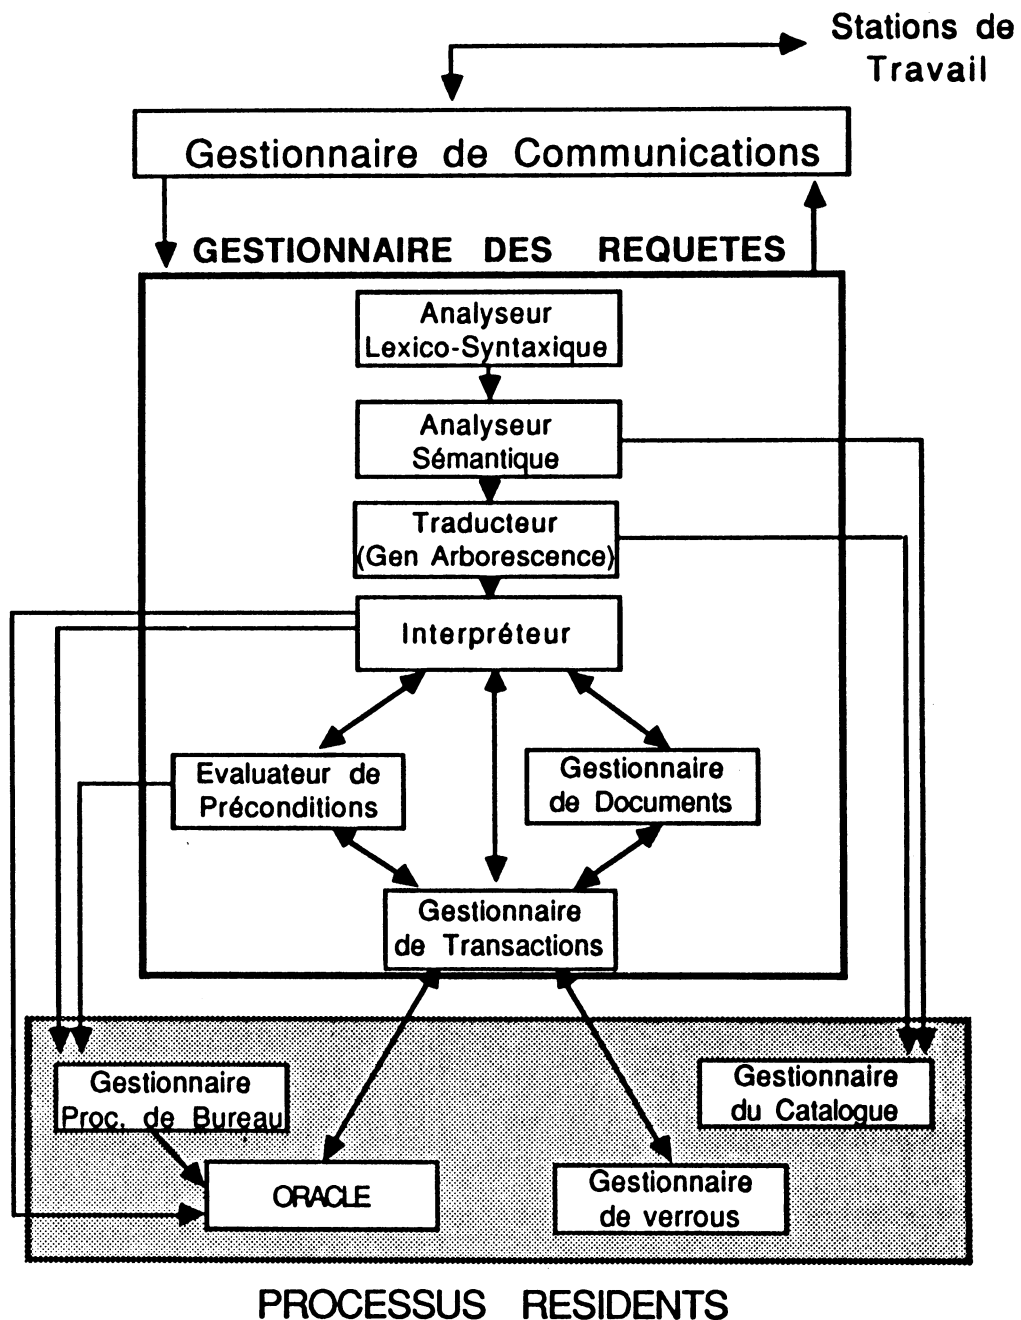 Stations de
Travail
Gestionnaire de Communications
GESTIONNAIRE DES REQUETES
Analyseur
Lexico-Syntaxique
Analyseur
Sémantique
Traducteur
(Gen Arborescence)
Interpréteur
Evaluateur de
Préconditions
Gestionnaire
de Documents
Gestionnaire
de Transactions
Gestionnaire
Proc. de Bureau
Gestionnaire
du Catalogue
ORACLE
Gestionnaire
de verrous
PROCESSUS RESIDENTS